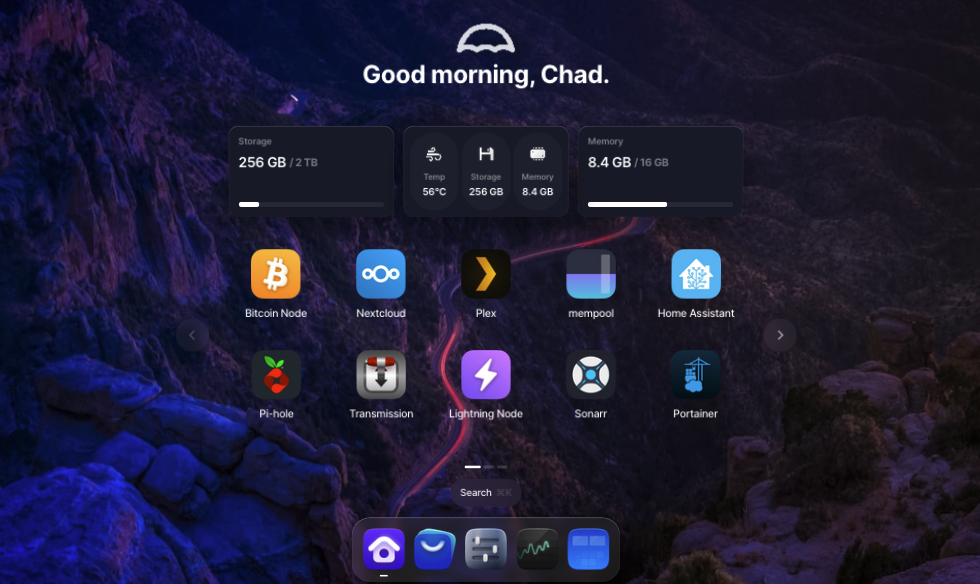 Good morning, Chad.
Storage
256 GB / 2 TB
Temp
56°C
Storage
256 GB
Memory
8.4 GB
Memory
8.4 GB / 16 GB
Bitcoin Node
Nextcloud
Plex
mempool
Home Assistant
Pi-hole
Transmission
Lightning Node
Sonarr
Portainer
Search ⌘K